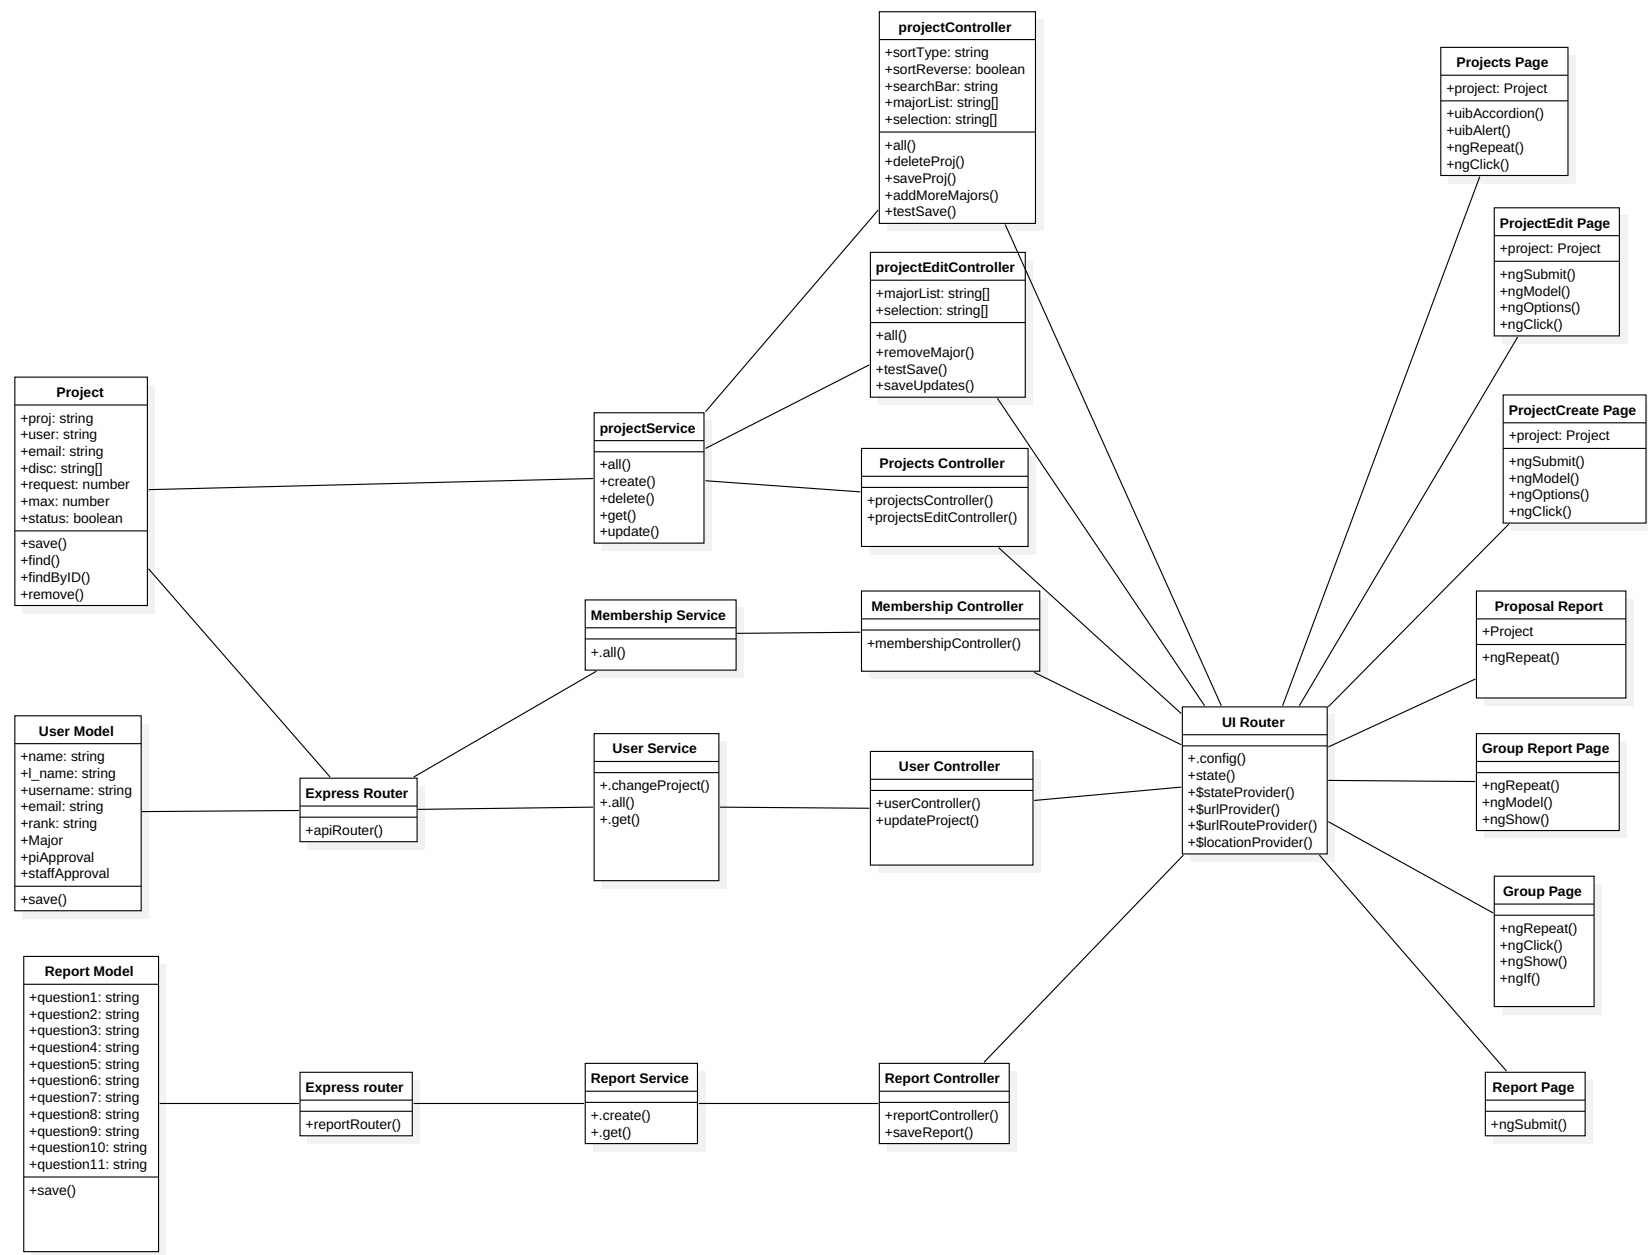 projectController
+sortType: string
+sortReverse: boolean
+searchBar: string
+majorList: string[]
+selection: string[]
+all()
+deleteProj()
+saveProj()
+addMoreMajors()
+testSave()
Projects Page
+project: Project
+uibAccordion()
+uibAlert()
+ngRepeat()
+ngClick()
ProjectEdit Page
+project: Project
+ngSubmit()
+ngModel()
+ngOptions()
+ngClick()
projectEditController
+majorList: string[]
+selection: string[]
+all()
+removeMajor()
+testSave()
+saveUpdates()
Project
+proj: string
+user: string
+email: string
+disc: string[]
+request: number
+max: number
+status: boolean
+save()
+find()
+findByID()
+remove()
projectService
+all()
+create()
+delete()
+get()
+update()
Projects Controller
+projectsController()
+projectsEditController()
ProjectCreate Page
+project: Project
+ngSubmit()
+ngModel()
+ngOptions()
+ngClick()
Membership Service
+.all()
Membership Controller
+membershipController()
Proposal Report
+Project
+ngRepeat()
User Model
+name: string
+l_name: string
+username: string
+email: string
+rank: string
+Major
+piApproval
+staffApproval
+save()
Express Router
+apiRouter()
User Service
+.changeProject()
+.all()
+.get()
User Controller
+userController()
+updateProject()
UI Router
+.config()
+state()
+$stateProvider()
+$urlProvider()
+$urlRouteProvider()
+$locationProvider()
Group Report Page
+ngRepeat()
+ngModel()
+ngShow()
Group Page
+ngRepeat()
+ngClick()
+ngShow()
+ngIf()
Report Model
+question1: string
+question2: string
+question3: string
+question4: string
+question5: string
+question6: string
+question7: string
+question8: string
+question9: string
+question10: string
+question11: string
+save()
Express router
+reportRouter()
Report Service
+.create()
+.get()
Report Controller
+reportController()
+saveReport()
Report Page
+ngSubmit()